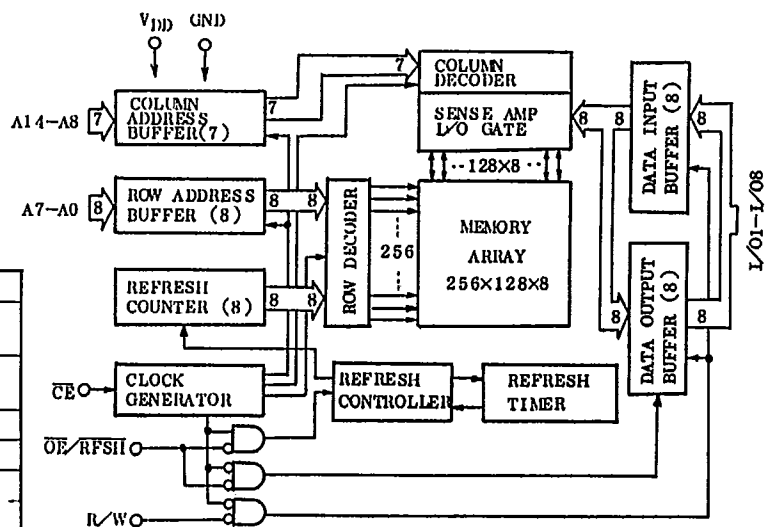 VDD GND
A14-A8
7
COLUMN
ADDRESS
BUFFER(7)
7
7
COLUMN
DECODER
SENSE AMP
I/O GATE
8
8
8
DATA INPUT
BUFFER (8)
8
I/O1-I/O8
A7-A0
8
ROW ADDRESS
BUFFER (8)
8
8
ROW DECODER
256
128×8
MEMORY
ARRAY
256×128×8
REFRESH
COUNTER (8)
8
8
8
DATA OUTPUT
BUFFER (8)
8
CE
CLOCK
GENERATOR
REFRESH
CONTROLLER
REFRESH
TIMER
OE/RFSH
R/W